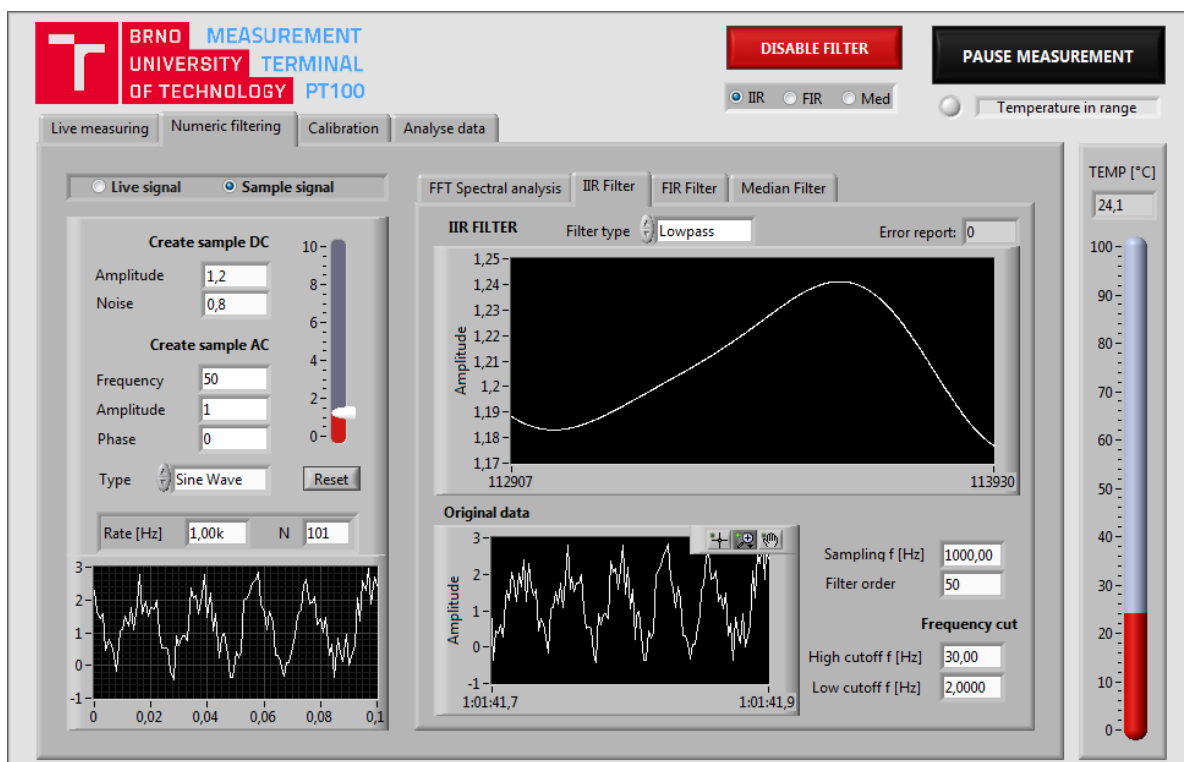 BRNO MEASUREMENT
UNIVERSITY TERMINAL
OF TECHNOLOGY PT100
DISABLE FILTER
PAUSE MEASUREMENT
IIR FIR Med
Temperature in range
Live measuring Numeric filtering Calibration Analyse data
Live signal Sample signal
Create sample DC
Amplitude 1,2
Noise 0,8
Create sample AC
Frequency 50
Amplitude 1
Phase 0
Type Sine Wave
Reset
10
8
6
4
2
0
Rate [Hz] 1,00k N 101
3
2
1
0
-1
0 0,02 0,04 0,06 0,08 0,1
FFT Spectral analysis IIR Filter FIR Filter Median Filter
IIR FILTER Filter type Lowpass Error report: 0
Amplitude
1,25
1,24
1,23
1,22
1,21
1,2
1,19
1,18
1,17
112907 113930
Original data
Amplitude
3
2
1
0
-1
1:01:41,7 1:01:41,9
Sampling f [Hz] 1000,00
Filter order 50
Frequency cut
High cutoff f [Hz] 30,00
Low cutoff f [Hz] 2,0000
TEMP [°C]
24,1
100
90
80
70
60
50
40
30
20
10
0